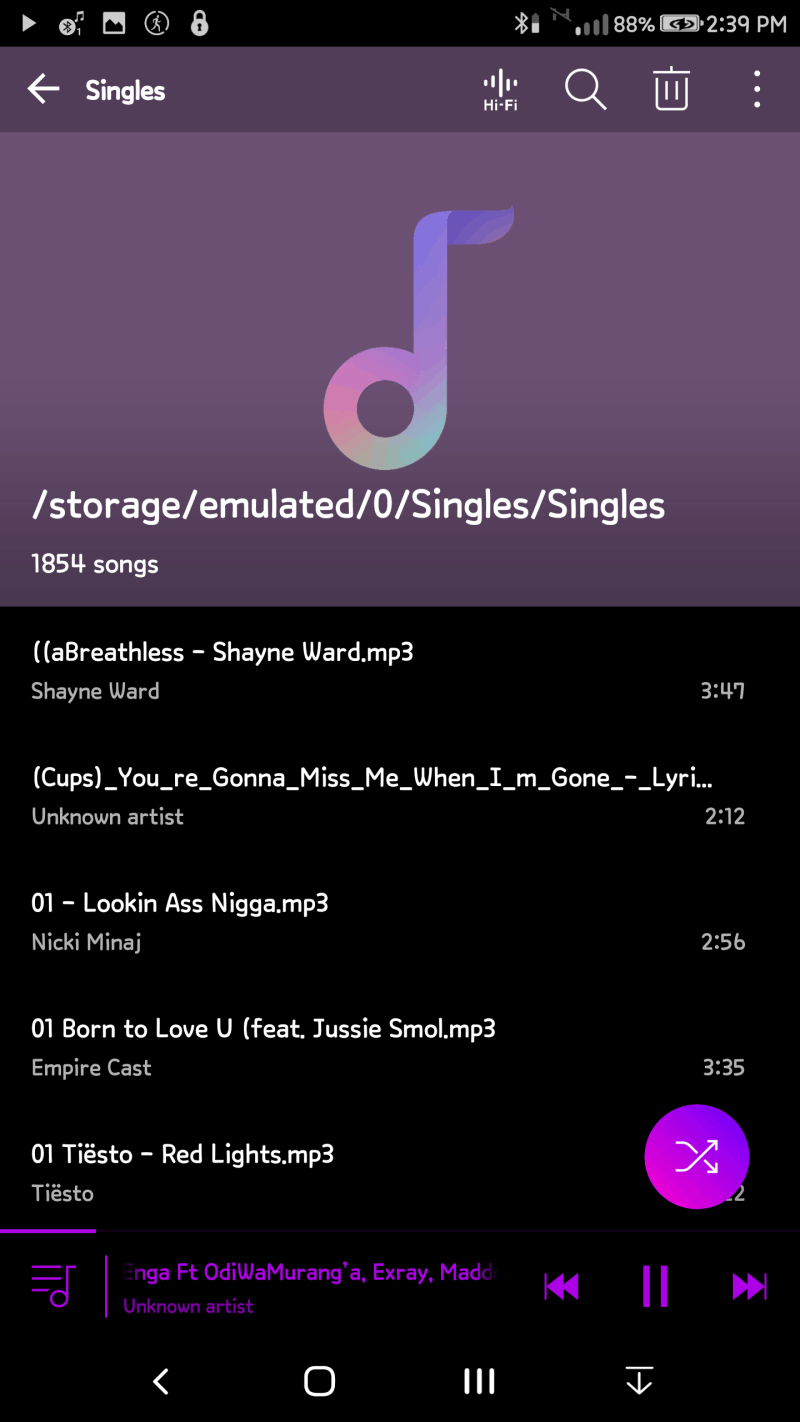 1
88% 2:39 PM
Singles
Hi-Fi
/storage/emulated/0/Singles/Singles
1854 songs
((aBreathless - Shayne Ward.mp3
Shayne Ward 3:47
(Cups)_You_re_Gonna_Miss_Me_When_I_m_Gone_-_Lyri...
Unknown artist 2:12
01 - Lookin Ass Nigga.mp3
Nicki Minaj 2:56
01 Born to Love U (feat. Jussie Smol.mp3
Empire Cast 3:35
01 Tiësto - Red Lights.mp3
Tiësto
Enga Ft OdiWaMurang'a, Exray, Madd
Unknown artist